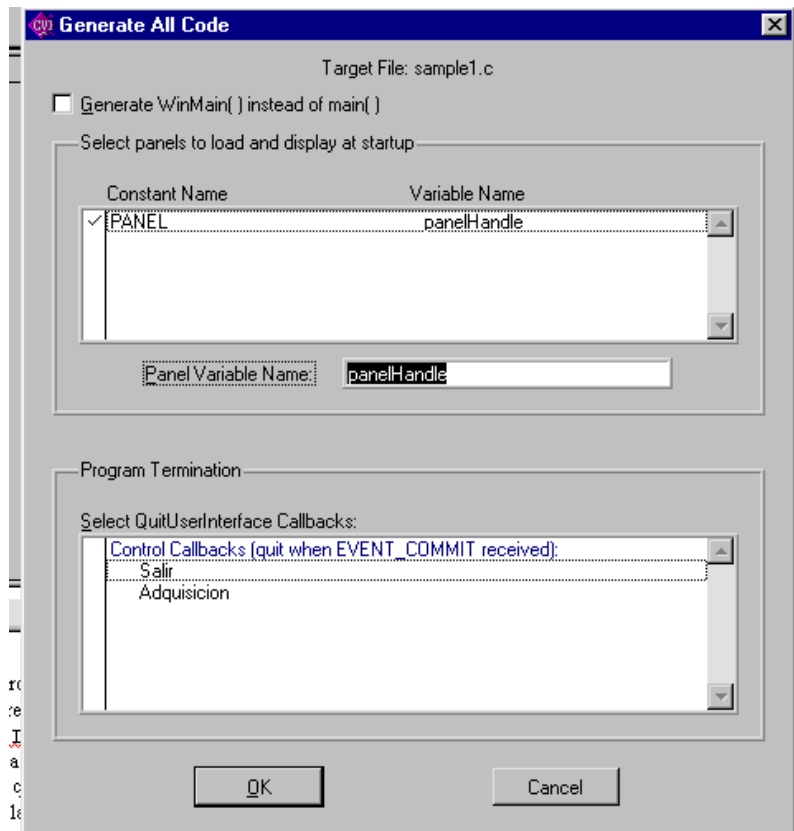 CVI Generate All Code
Target File: sample1.c
Generate WinMain( ) instead of main( )
Select panels to load and display at startup
Constant Name Variable Name
PANEL panelHandle
Panel Variable Name: panelHandle
Program Termination
Select QuitUserInterface Callbacks:
Control Callbacks (quit when EVENT_COMMIT received):
Salir
Adquisicion
OK Cancel